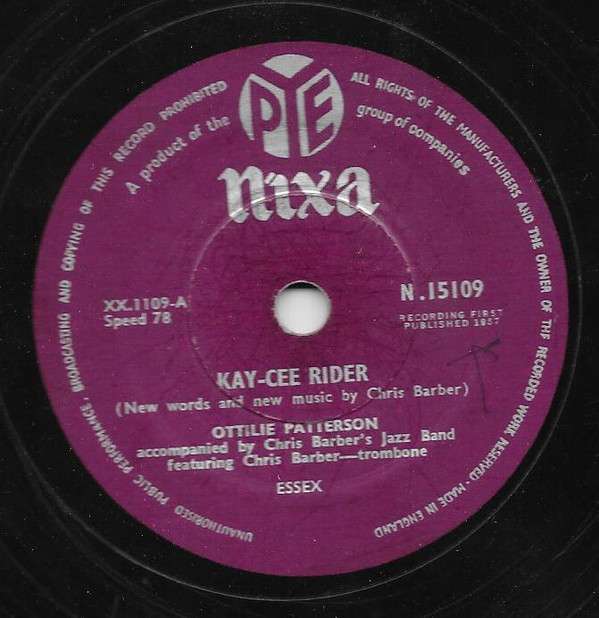 PYE
A product of the group of companies
nixa
XX.1109-A
Speed 78
N.15109
RECORDING FIRST
PUBLISHED 1957
KAY-CEE RIDER
(New words and new music by Chris Barber)
OTTILIE PATTERSON
accompanied by Chris Barber's Jazz Band
featuring Chris Barber—trombone
ESSEX
ALL RIGHTS OF THE MANUFACTURERS AND THE OWNER OF THE RECORDED WORK RESERVED · MADE IN ENGLAND
UNAUTHORISED PUBLIC PERFORMANCE, BROADCASTING AND COPYING OF THIS RECORD PROHIBITED